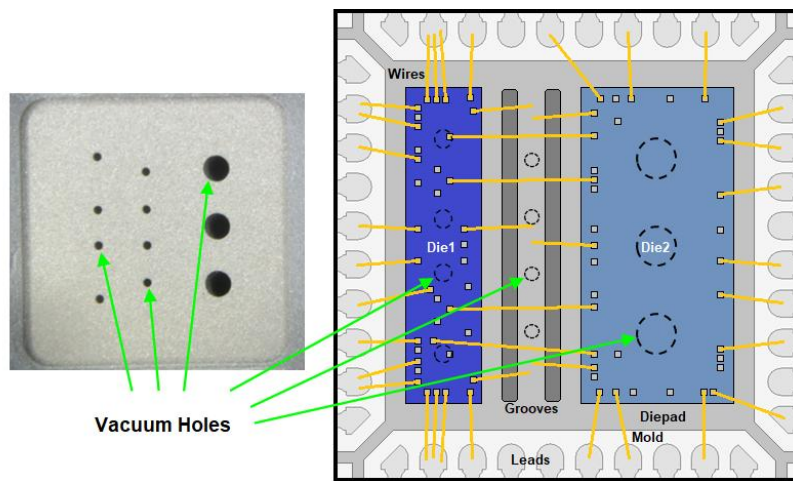 Wires
Die1
Die2
Vacuum Holes
Grooves
Diepad
Mold
Leads